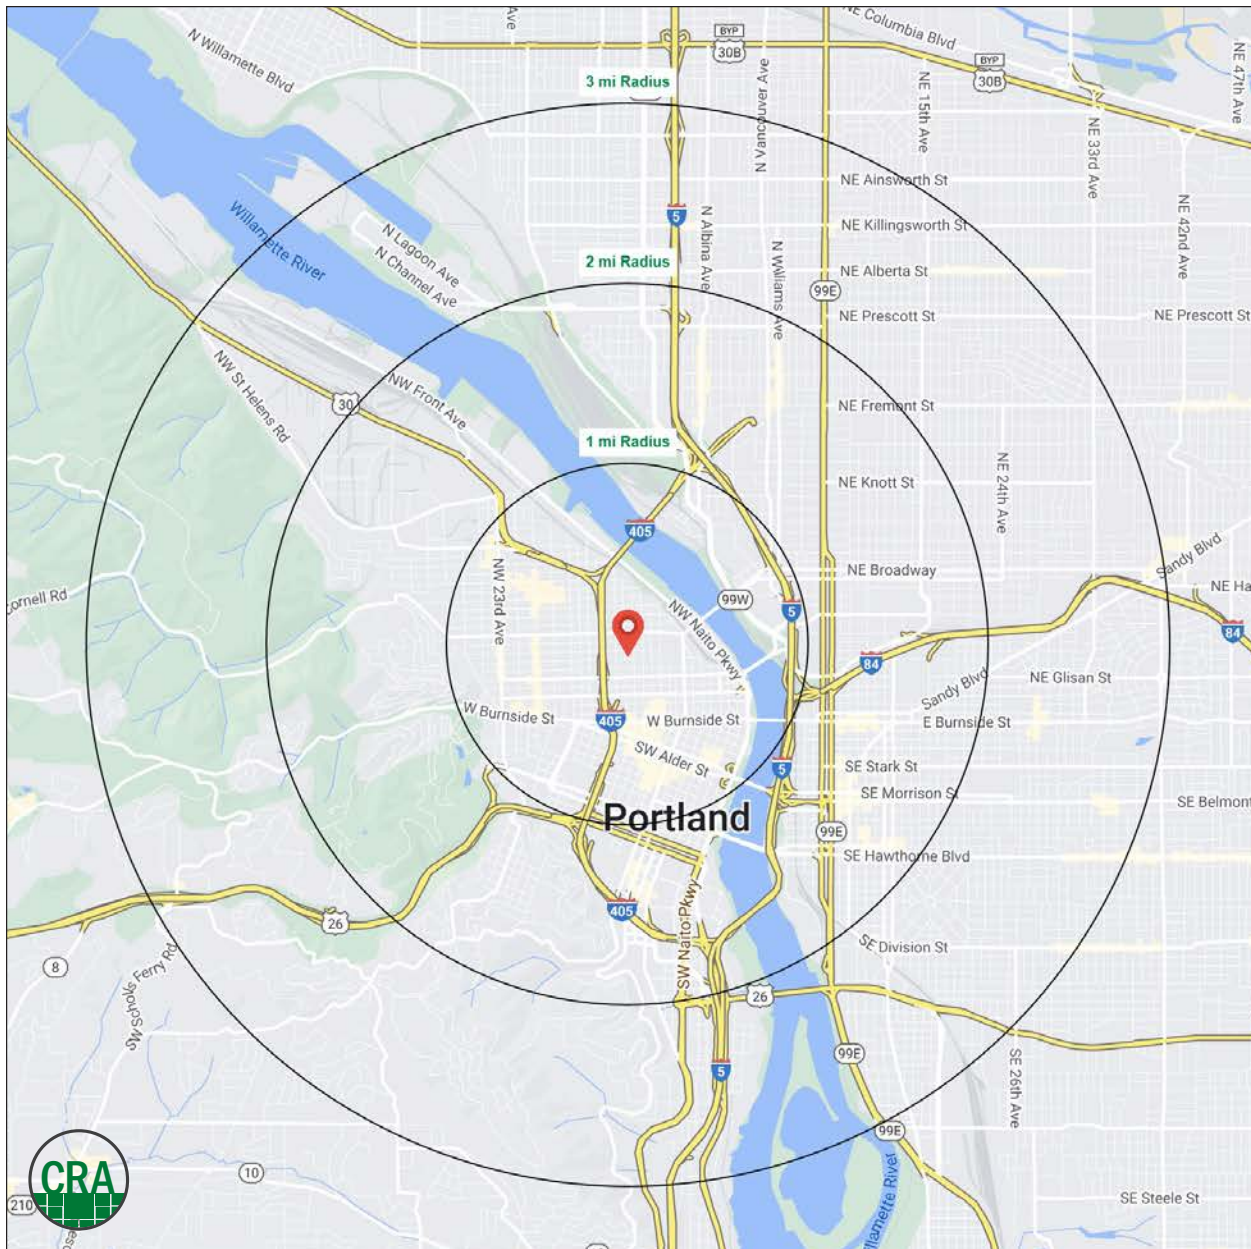 Ave
N Willamette Blvd
BYP
30B
NE Columbia Blvd
BYP
30B
NE 47th Ave
3 mi Radius
N Vancouver Ave
NE 15th Ave
NE 33rd Ave
NE Ainsworth St
NE 42nd Ave
Willamette River
N Lagoon Ave
N Channel Ave
5
N Albina Ave
NE Killingsworth St
N Williams Ave
2 mi Radius
NE Alberta St
99E
NE Prescott St
NE Prescott St
NW St Helens Rd
30
NW Front Ave
NE Fremont St
1 mi Radius
NE 24th Ave
NE Knott St
405
Sandy Blvd
NW 23rd Ave
NE Broadway
NE Ha
Cornell Rd
99W
5
NW Naito Pkwy
84
84
Sandy Blvd
NE Glisan St
W Burnside St
405
W Burnside St
E Burnside St
SW Alder St
5
SE Stark St
SE Morrison St
SE Belmont
Portland
99E
SE Hawthorne Blvd
405
26
SW Naito Pkwy
SE Division St
8
SW Scholls Ferry Rd
26
99E
SE 26th Ave
5
99E
CRA
10
Willamette River
210
SE Steele St